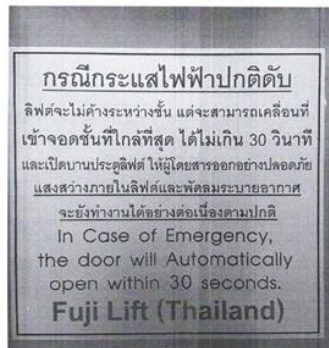 กรณีกระแสไฟฟ้าปกติดับ
ลิฟต์จะไม่ค้างระหว่างชั้น แต่จะสามารถเคลื่อนที่
เข้าจอดชั้นที่ใกล้ที่สุด ได้ไม่เกิน 30 วินาที
และเปิดบานประตูลิฟต์ ให้ผู้โดยสารออกอย่างปลอดภัย
แสงสว่างภายในลิฟต์และพัดลมระบายอากาศ
จะยังทำงานได้อย่างต่อเนื่องตามปกติ
In Case of Emergency,
the door will Automatically
open within 30 seconds.
Fuji Lift (Thailand)